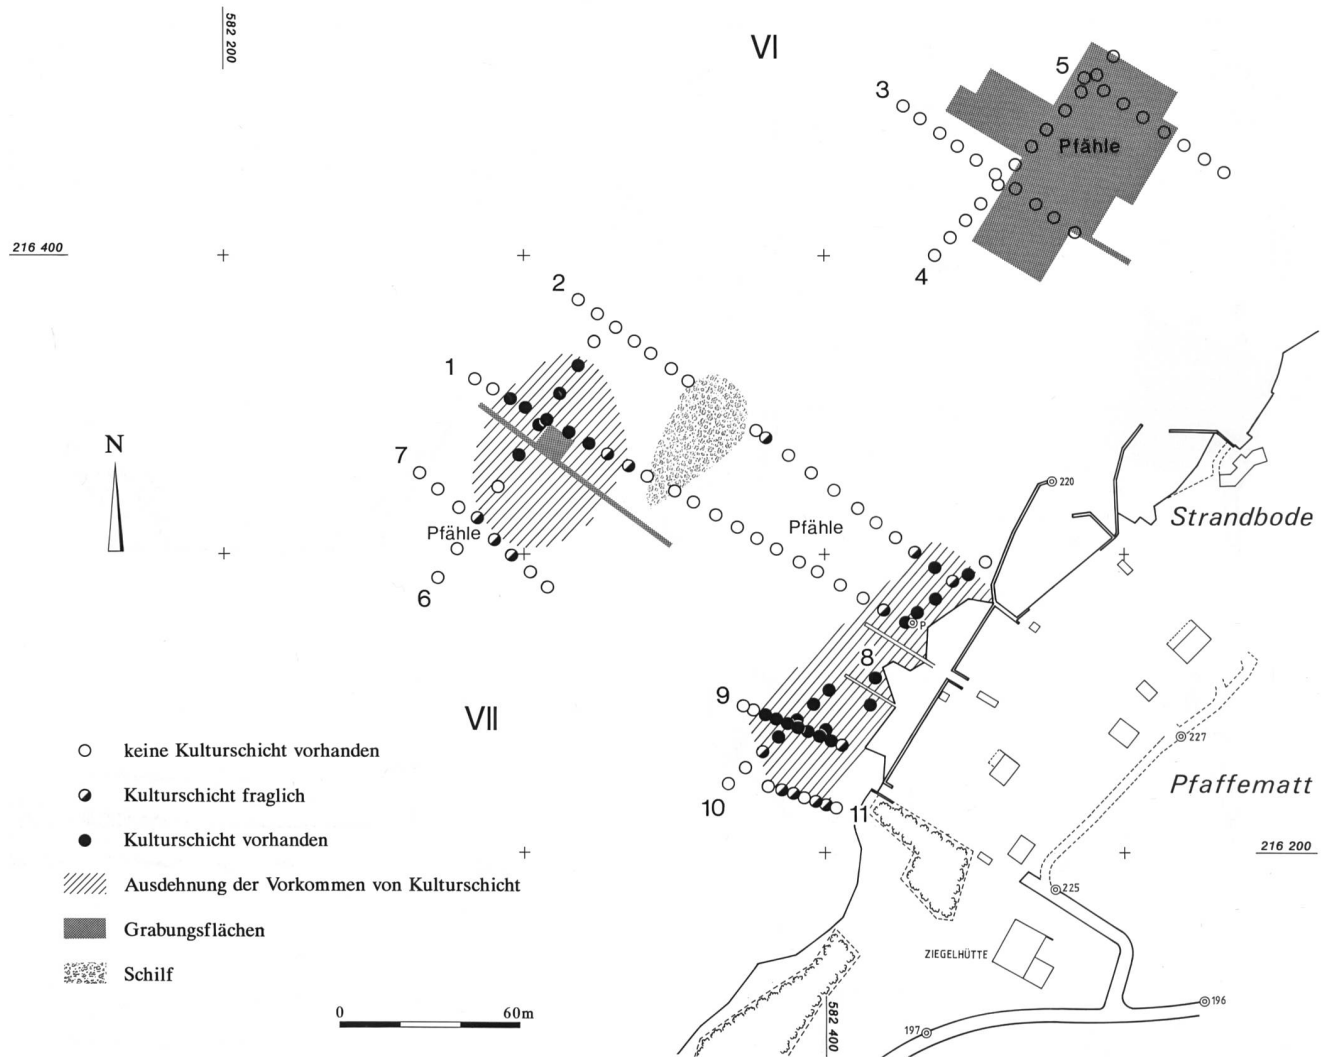 582 200
VI
5
3
Pfähle
216 400
4
2
1
N
7
220
Strandbode
Pfähle
Pfähle
6
P
8
9
VII
227
keine Kulturschicht vorhanden
Kulturschicht fraglich
Pfaffematt
10
11
Kulturschicht vorhanden
216 200
Ausdehnung der Vorkommen von Kulturschicht
225
Grabungsflächen
ZIEGELHÜTTE
Schilf
196
0 60m
582 400
197